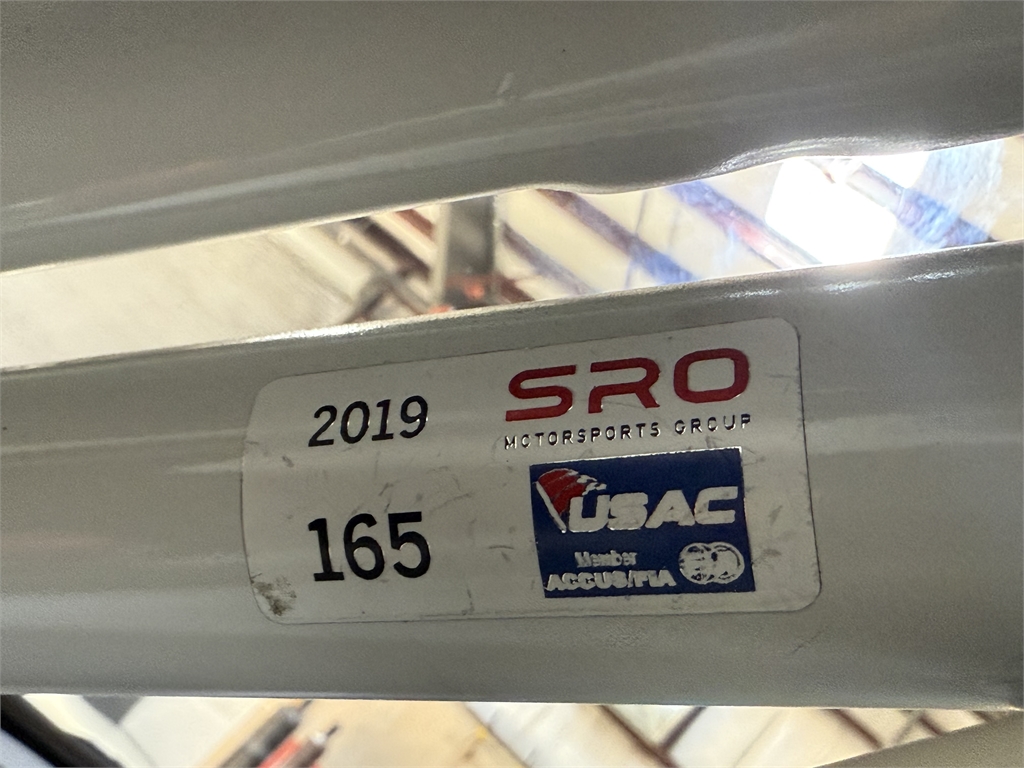 2019
SRO
MOTORSPORTS GROUP
165
USAC
Member
ACCUS/FIA